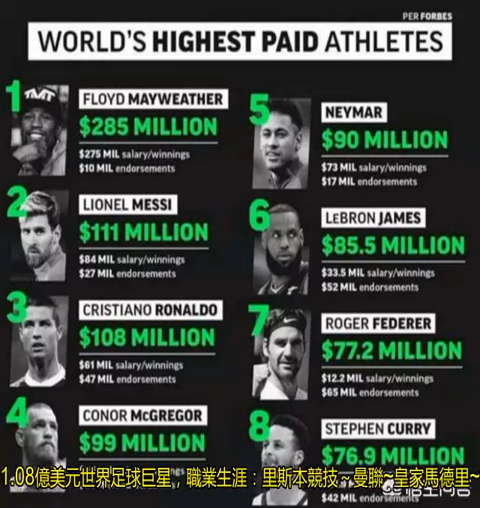 PER FORBES
WORLD'S HIGHEST PAID ATHLETES
1
TMT
FLOYD MAYWEATHER
$285 MILLION
$275 MIL salary/winnings
$10 MIL endorsements
2
LIONEL MESSI
$111 MILLION
$84 MIL salary/winnings
$27 MIL endorsements
3
CRISTIANO RONALDO
$108 MILLION
$61 MIL salary/winnings
$47 MIL endorsements
4
CONOR McGREGOR
$99 MILLION
5
NEYMAR
$90 MILLION
$73 MIL salary/winnings
$17 MIL endorsements
6
LeBRON JAMES
$85.5 MILLION
$33.5 MIL salary/winnings
$52 MIL endorsements
7
ROGER FEDERER
$77.2 MILLION
$12.2 MIL salary/winnings
$65 MIL endorsements
8
STEPHEN CURRY
$76.9 MILLION
$42 MIL endorsements
1.08億美元世界足球巨星，職業生涯：里斯本競技~曼聯~皇家馬德里~
悟空问答